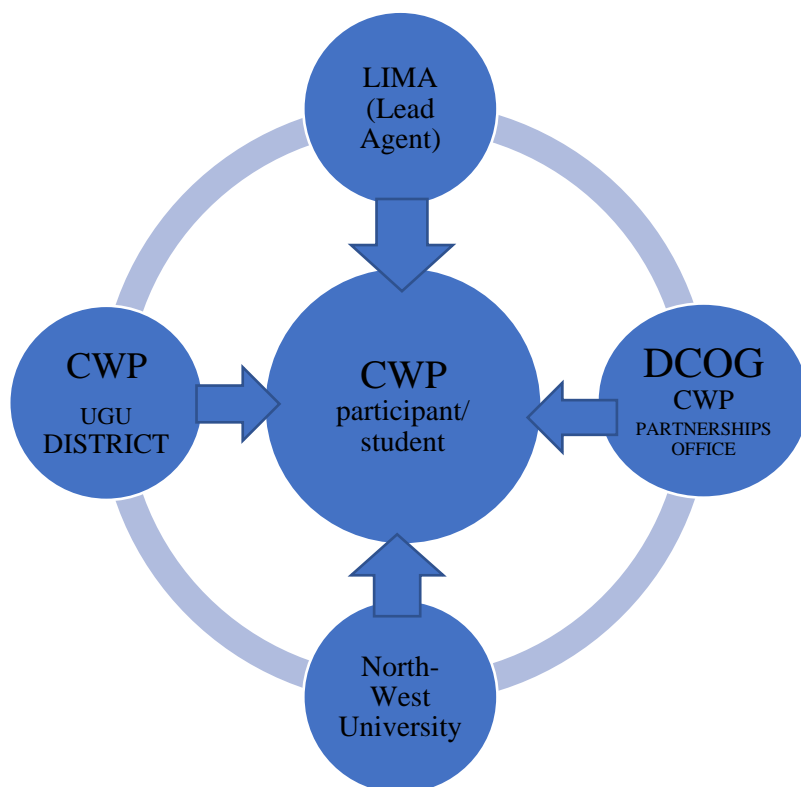 LIMA
(Lead
Agent)
CWP
UGU
DISTRICT
CWP
participant/
student
DCOG
CWP
PARTNERSHIPS
OFFICE
North-
West
University